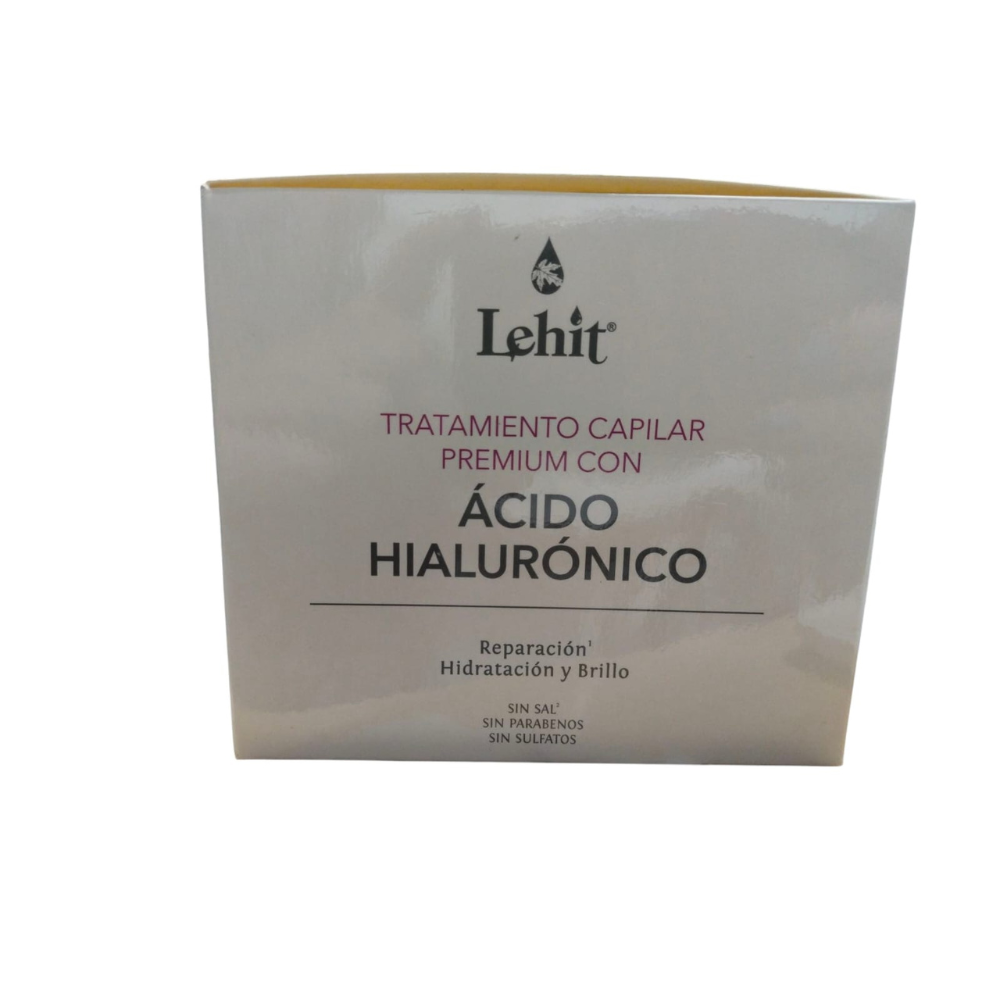 Lehit®
TRATAMIENTO CAPILAR
PREMIUM CON
ÁCIDO
HIALURÓNICO
Reparación¹
Hidratación y Brillo
SIN SAL²
SIN PARABENOS
SIN SULFATOS